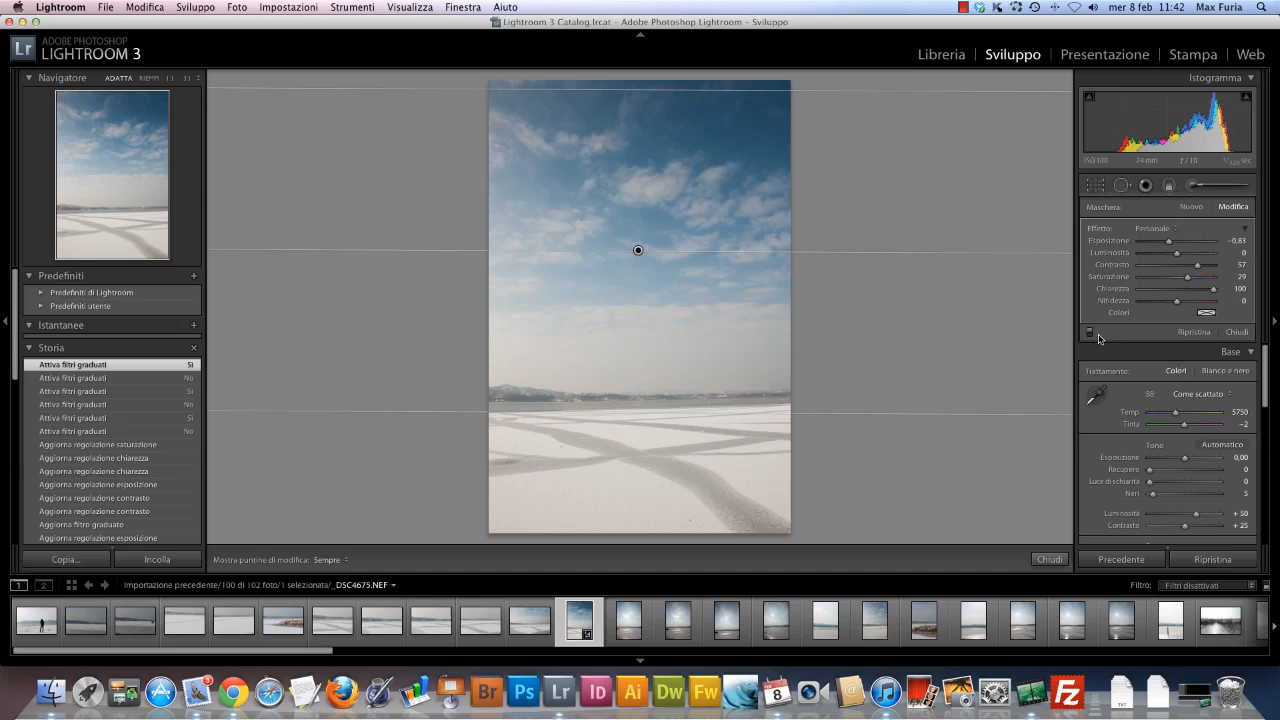 Lightroom File Modifica Sviluppo Foto Impostazioni Strumenti Visualizza Finestra Aiuto mer 8 feb 11:42 Max Furia
Lightroom 3 Catalog.lrcat – Adobe Photoshop Lightroom – Sviluppo
Lr ADOBE PHOTOSHOP
LIGHTROOM 3
Libreria | Sviluppo | Presentazione | Stampa | Web
Navigatore ADATTA RIEMPI 1:1 3:1
Istogramma
ISO 100 24 mm f / 10
Maschera: Nuovo Modifica
Effetto: Personale
Esposizione –0,83
Luminosità 0
Contrasto 57
Saturazione 29
Chiarezza 100
Nitidezza 0
Colori
Ripristina Chiudi
Base
Trattamento: Colori Bianco e nero
BB: Come scattato
Temp 5750
Tinta –2
Tono Automatico
Esposizione 0,00
Recupero 0
Luce di schiarita 0
Neri 5
Luminosità + 50
Contrasto + 25
Precedente Ripristina
Predefiniti
Predefiniti di Lightroom
Predefiniti utente
Istantanee
Storia
Attiva filtri graduati Sì
Attiva filtri graduati No
Attiva filtri graduati Sì
Attiva filtri graduati No
Attiva filtri graduati Sì
Attiva filtri graduati No
Aggiorna regolazione saturazione
Aggiorna regolazione chiarezza
Aggiorna regolazione chiarezza
Aggiorna regolazione esposizione
Aggiorna regolazione contrasto
Aggiorna regolazione contrasto
Aggiorna filtro graduato
Aggiorna regolazione esposizione
Copia... Incolla
Mostra puntine di modifica: Sempre
Chiudi
1 2 Importazione precedente/100 di 102 foto/1 selezionata/_DSC4675.NEF
Filtro: Filtri disattivati
3 Br Ps Lr Id Ai Dw Fw FEB 8 Fz TXT